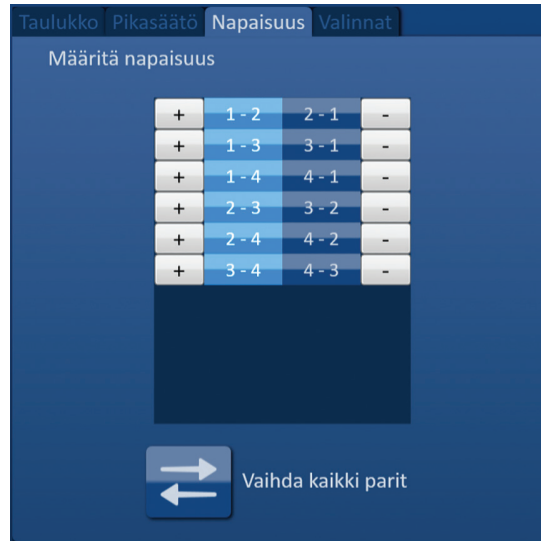 Taulukko Pikasäätö Napaisuus Valinnat
Määritä napaisuus
+ 1 - 2 2 - 1 -
+ 1 - 3 3 - 1 -
+ 1 - 4 4 - 1 -
+ 2 - 3 3 - 2 -
+ 2 - 4 4 - 2 -
+ 3 - 4 4 - 3 -
Vaihda kaikki parit